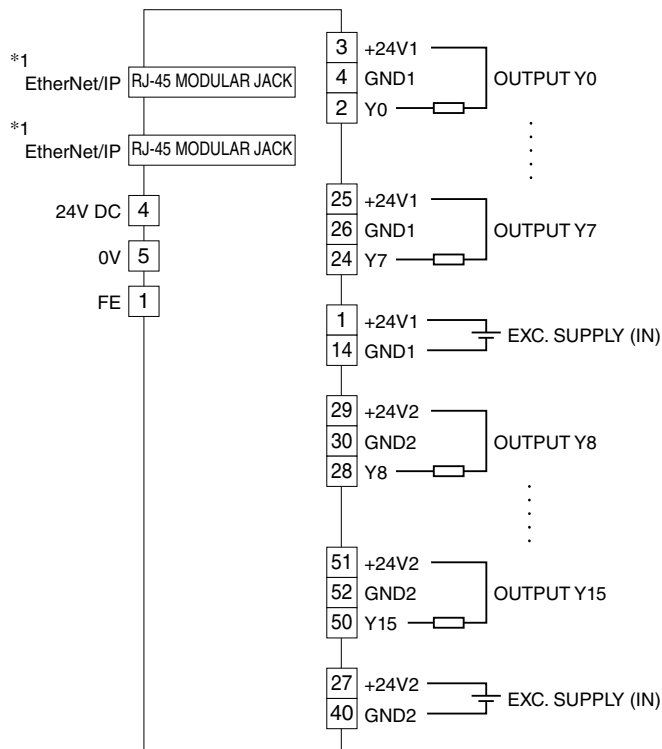 *1
EtherNet/IP RJ-45 MODULAR JACK
*1
EtherNet/IP RJ-45 MODULAR JACK
24V DC 4
0V 5
FE 1
3 +24V1
4 GND1 OUTPUT Y0
2 Y0
25 +24V1
26 GND1 OUTPUT Y7
24 Y7
1 +24V1
14 GND1
EXC. SUPPLY (IN)
29 +24V2
30 GND2 OUTPUT Y8
28 Y8
51 +24V2
52 GND2 OUTPUT Y15
50 Y15
27 +24V2
40 GND2
EXC. SUPPLY (IN)